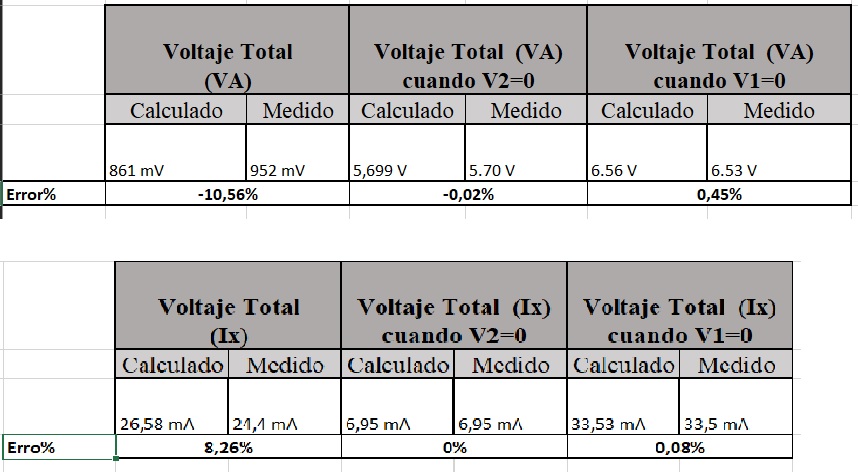 Voltaje Total Voltaje Total (VA) Voltaje Total (VA)
(VA) cuando V2=0 cuando V1=0
Calculado Medido Calculado Medido Calculado Medido
861 mV 952 mV 5,699 V 5.70 V 6.56 V 6.53 V
Error% -10,56% -0,02% 0,45%
Voltaje Total Voltaje Total (Ix) Voltaje Total (Ix)
(Ix) cuando V2=0 cuando V1=0
Calculado Medido Calculado Medido Calculado Medido
26,58 mA 24,4 mA 6,95 mA 6,95 mA 33,53 mA 33,5 mA
Erro% 8,26% 0% 0,08%